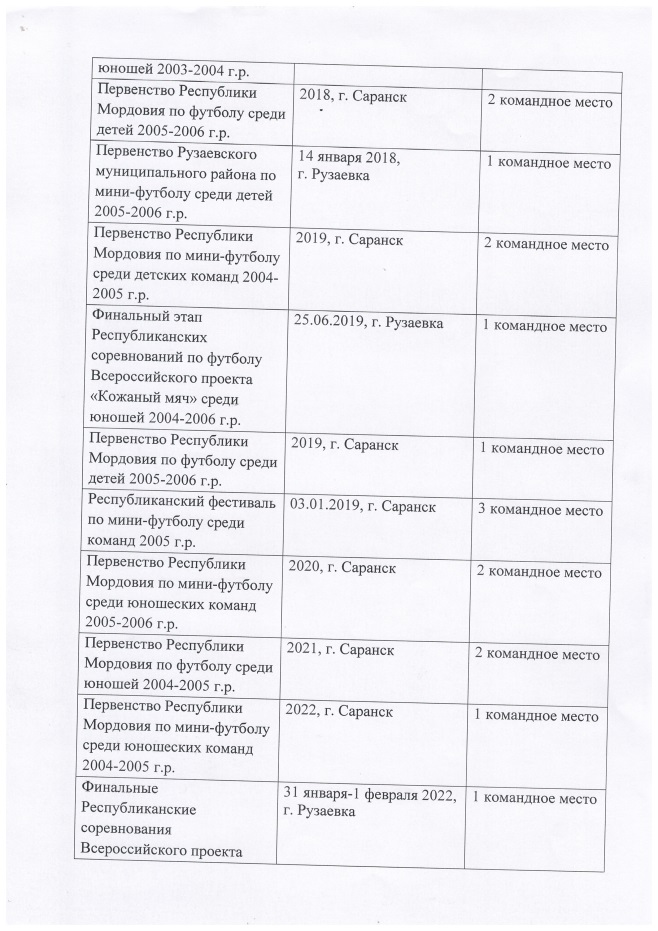 юношей 2003-2004 г.р.
Первенство Республики
Мордовия по футболу среди
детей 2005-2006 г.р.
2018, г. Саранск
2 командное место
Первенство Рузаевского
муниципального района по
мини-футболу среди детей
2005-2006 г.р.
14 января 2018,
г. Рузаевка
1 командное место
Первенство Республики
Мордовия по мини-футболу
среди детских команд 2004-
2005 г.р.
2019, г. Саранск
2 командное место
Финальный этап
Республиканских
соревнований по футболу
Всероссийского проекта
«Кожаный мяч» среди
юношей 2004-2006 г.р.
25.06.2019, г. Рузаевка
1 командное место
Первенство Республики
Мордовия по футболу среди
детей 2005-2006 г.р.
2019, г. Саранск
1 командное место
Республиканский фестиваль
по мини-футболу среди
команд 2005 г.р.
03.01.2019, г. Саранск
3 командное место
Первенство Республики
Мордовия по мини-футболу
среди юношеских команд
2005-2006 г.р.
2020, г. Саранск
2 командное место
Первенство Республики
Мордовия по футболу среди
юношей 2004-2005 г.р.
2021, г. Саранск
2 командное место
Первенство Республики
Мордовия по мини-футболу
среди юношеских команд
2004-2005 г.р.
2022, г. Саранск
1 командное место
Финальные
Республиканские
соревнования
Всероссийского проекта
31 января-1 февраля 2022,
г. Рузаевка
1 командное место